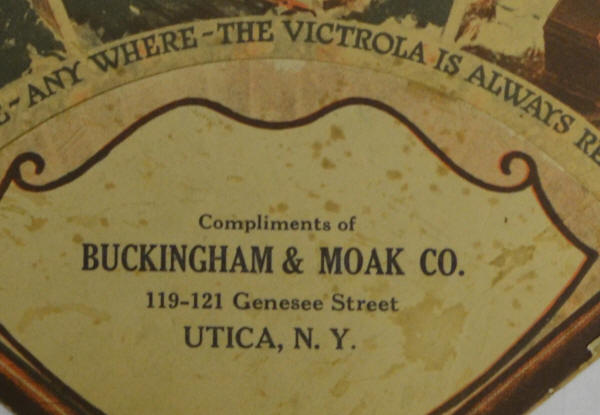 ANY WHERE~THE VICTROLA IS ALWAYS
Compliments of
BUCKINGHAM & MOAK CO.
119-121 Genesee Street
UTICA, N. Y.